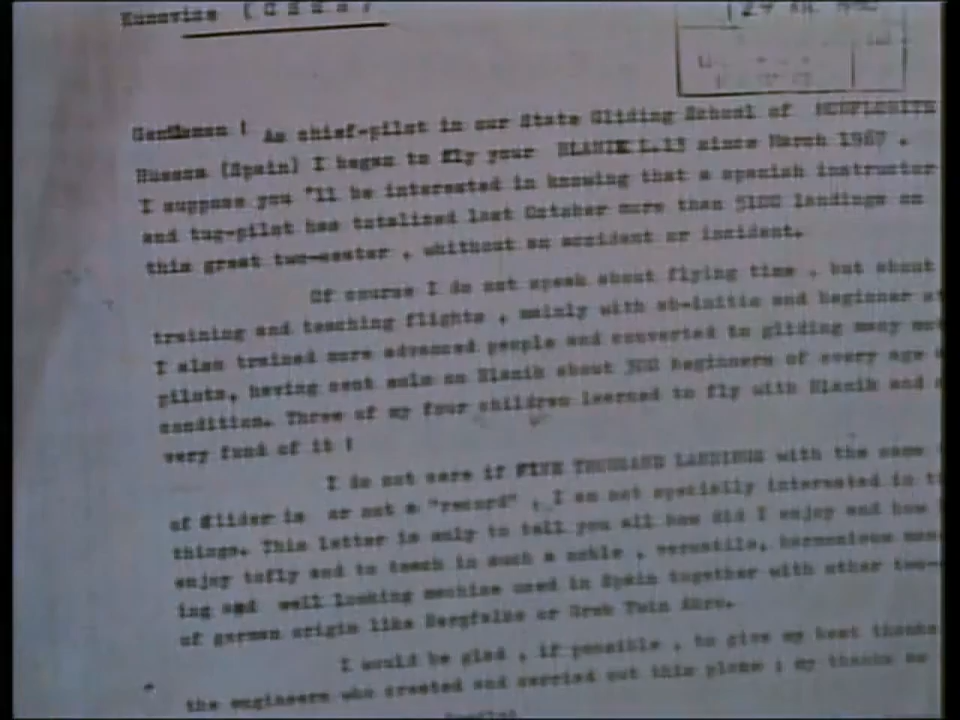 Kunovice (CSSR)
Gentlemen ! As chief-pilot in our State Gliding School of MONFLORITE
Huesca (Spain) I began to fly your BLANIK L.13 since March 1967 .
I suppose you 'll be interested in knowing that a spanish instructor
and tug-pilot has totalized last October more than 5100 landings on
this great two-seater , whithout an accident or incident.
Of course I do not speak about flying time , but about
training and teaching flights , mainly with ab-initio and beginner
I also trained more advanced people and converted to gliding many
pilots, having sent solo on Blanik about 300 beginners of every age
condition. Three of my four children learned to fly with Blanik and
very fond of it !
I do not care if FIVE THOUSAND LANDINGS with the same
of Glider is or not a "record" , I am not specially interested in
things. This letter is only to tell you all how did I enjoy and how
enjoy tofly and to teach in such a noble , versatile, harmonious
ing and well looking machine used in Spain together with other two-
of german origin like Bergfalke or Grob Twin Acro.
I would be glad , if possible , to give my best thanks
the engineers who created and carried out this plane ; my thanks